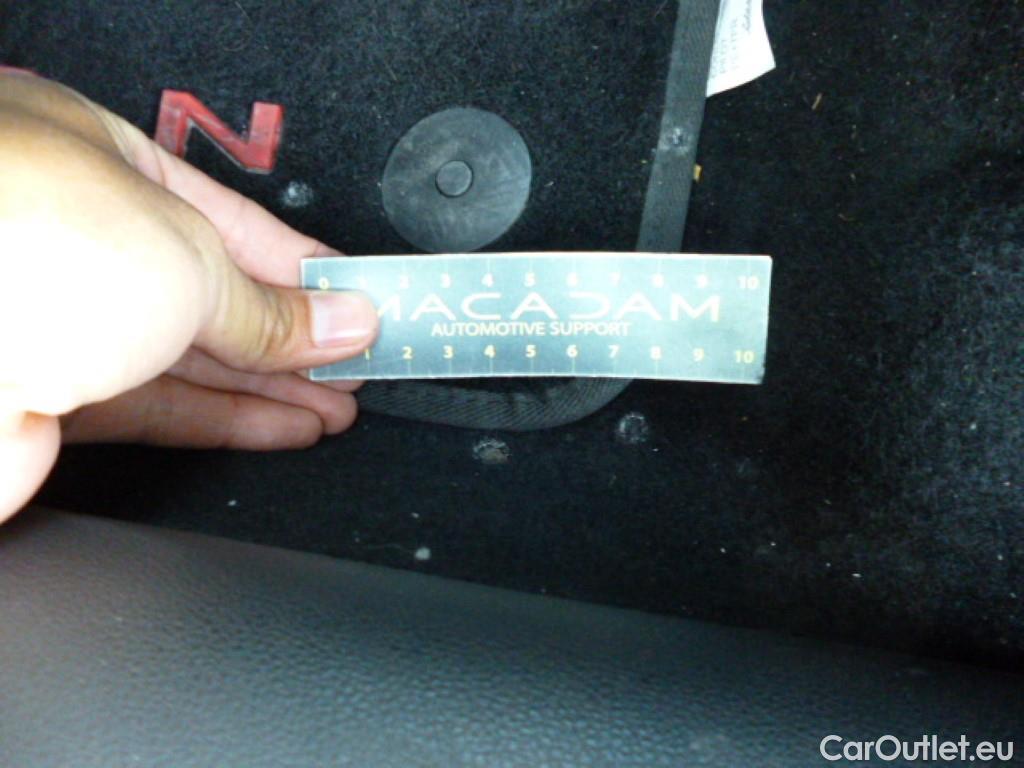 N
0 2 3 4 5 6 7 8 9 10
MACADAM
AUTOMOTIVE SUPPORT
1 2 3 4 5 6 7 8 9 10
CarOutlet.eu